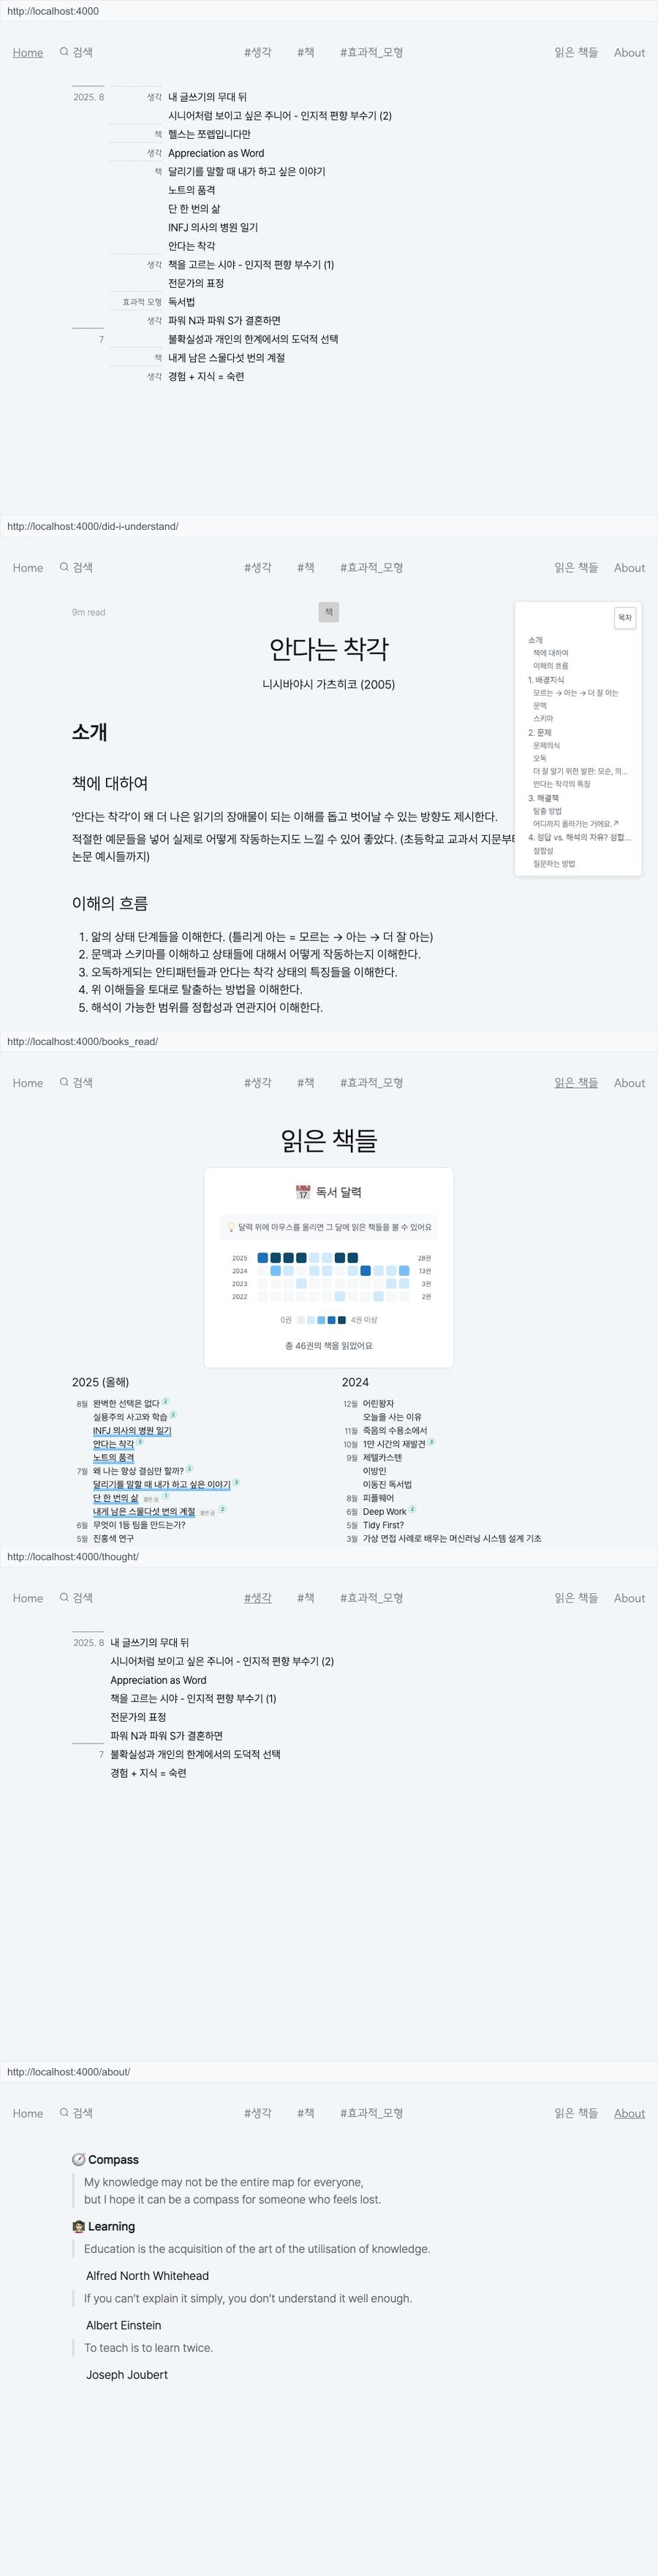 http://localhost:4000
Home 검색 #생각 #책 #효과적_모형 읽은 책들 About
2025. 8 생각 내 글쓰기의 무대 뒤
시니어처럼 보이고 싶은 주니어 - 인지적 편향 부수기 (2)
책 헬스는 쪼렙입니다만
생각 Appreciation as Word
책 달리기를 말할 때 내가 하고 싶은 이야기
노트의 품격
단 한 번의 삶
INFJ 의사의 병원 일기
안다는 착각
생각 책을 고르는 시야 - 인지적 편향 부수기 (1)
전문가의 표정
효과적 모형 독서법
생각 파워 N과 파워 S가 결혼하면
7 불확실성과 개인의 한계에서의 도덕적 선택
책 내게 남은 스물다섯 번의 계절
생각 경험 + 지식 = 숙련
http://localhost:4000/did-i-understand/
Home 검색 #생각 #책 #효과적_모형 읽은 책들 About
9m read 책
안다는 착각
니시바야시 가츠히코 (2005)
소개
책에 대하여
‘안다는 착각’이 왜 더 나은 읽기의 장애물이 되는 이해를 돕고 벗어날 수 있는 방향도 제시한다.
적절한 예문들을 넣어 실제로 어떻게 작동하는지도 느낄 수 있어 좋았다. (초등학교 교과서 지문부터
논문 예시들까지)
이해의 흐름
1. 앎의 상태 단계들을 이해한다. (틀리게 아는 = 모르는 → 아는 → 더 잘 아는)
2. 문맥과 스키마를 이해하고 상태들에 대해서 어떻게 작동하는지 이해한다.
3. 오독하게되는 안티패턴들과 안다는 착각 상태의 특징들을 이해한다.
4. 위 이해들을 토대로 탈출하는 방법을 이해한다.
5. 해석이 가능한 범위를 정합성과 연관지어 이해한다.
목차
소개
책에 대하여
이해의 흐름
1. 배경지식
모르는 → 아는 → 더 잘 아는
문맥
스키마
2. 문제
문제의식
오독
더 잘 알기 위한 발판: 모순, 의...
안다는 착각의 특징
3. 해결책
탈출 방법
어디까지 올라가는 거에요.↗
4. 정답 vs. 해석의 자유? 정합...
정합성
질문하는 방법
http://localhost:4000/books_read/
Home 검색 #생각 #책 #효과적_모형 읽은 책들 About
읽은 책들
📅 독서 달력
💡 달력 위에 마우스를 올리면 그 달에 읽은 책들을 볼 수 있어요
2025 28권
2024 13권
2023 3권
2022 2권
0권 4권 이상
총 46권의 책을 읽었어요
2025 (올해)
8월 완벽한 선택은 없다 2
실용주의 사고와 학습 2
INFJ 의사의 병원 일기
안다는 착각 3
노트의 품격
7월 왜 나는 항상 결심만 할까? 3
달리기를 말할 때 내가 하고 싶은 이야기 3
단 한 번의 삶 짧은 글 1
내게 남은 스물다섯 번의 계절 짧은 글 2
6월 무엇이 1등 팀을 만드는가?
5월 진홍색 연구
2024
12월 어린왕자
오늘을 사는 이유
11월 죽음의 수용소에서
10월 1만 시간의 재발견 3
9월 제텔카스텐
이방인
이동진 독서법
8월 피플웨어
6월 Deep Work 2
5월 Tidy First?
3월 가상 면접 사례로 배우는 머신러닝 시스템 설계 기초
http://localhost:4000/thought/
Home 검색 #생각 #책 #효과적_모형 읽은 책들 About
2025. 8 내 글쓰기의 무대 뒤
시니어처럼 보이고 싶은 주니어 - 인지적 편향 부수기 (2)
Appreciation as Word
책을 고르는 시야 - 인지적 편향 부수기 (1)
전문가의 표정
파워 N과 파워 S가 결혼하면
7 불확실성과 개인의 한계에서의 도덕적 선택
경험 + 지식 = 숙련
http://localhost:4000/about/
Home 검색 #생각 #책 #효과적_모형 읽은 책들 About
🧭 Compass
My knowledge may not be the entire map for everyone,
but I hope it can be a compass for someone who feels lost.
👩🏻‍🏫 Learning
Education is the acquisition of the art of the utilisation of knowledge.
Alfred North Whitehead
If you can’t explain it simply, you don’t understand it well enough.
Albert Einstein
To teach is to learn twice.
Joseph Joubert